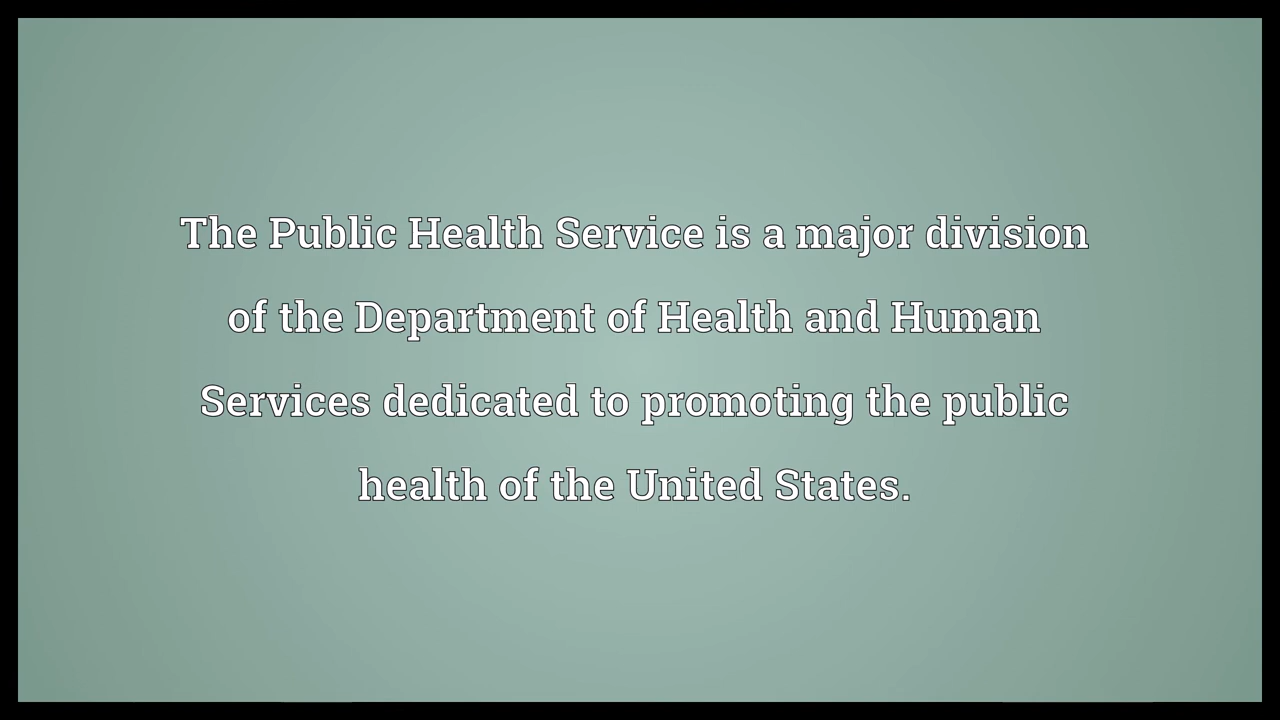 The Public Health Service is a major division
of the Department of Health and Human
Services dedicated to promoting the public
health of the United States.